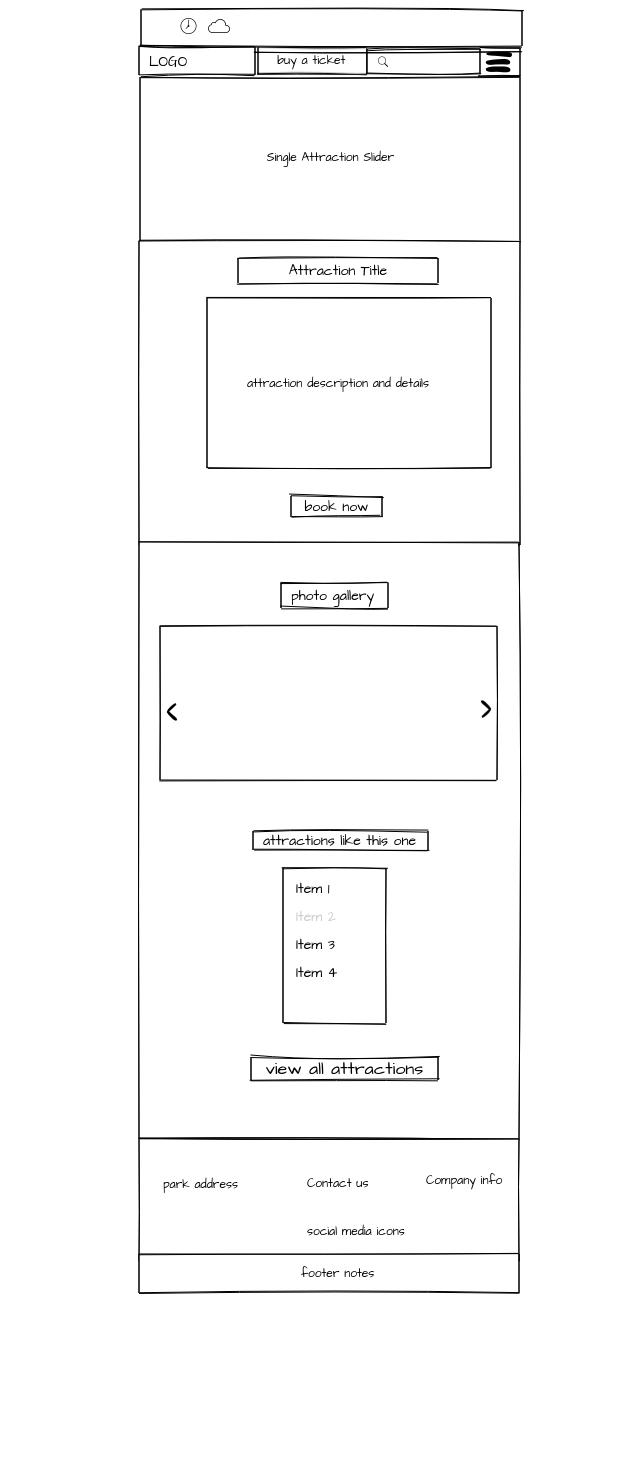 LOGO
buy a ticket
Single Attraction Slider
Attraction Title
attraction description and details
book now
photo gallery
attractions like this one
Item 1
Item 2
Item 3
Item 4
view all attractions
park address
Contact us
Company info
social media icons
footer notes